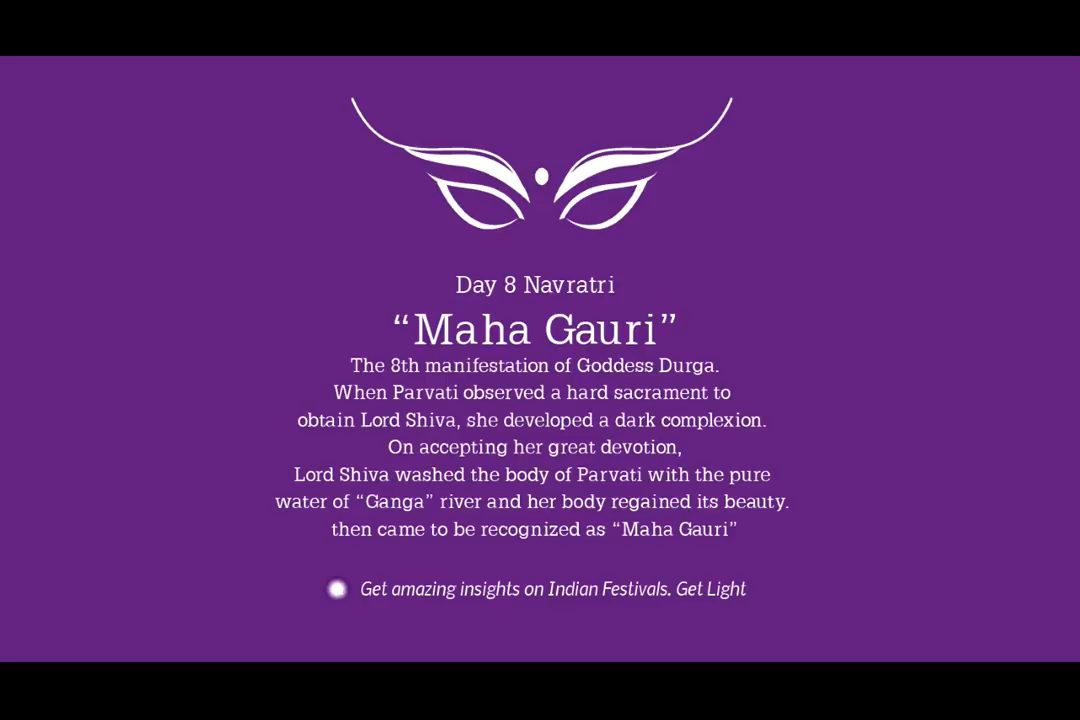 Day 8 Navratri
“Maha Gauri”
The 8th manifestation of Goddess Durga.
When Parvati observed a hard sacrament to
obtain Lord Shiva, she developed a dark complexion.
On accepting her great devotion,
Lord Shiva washed the body of Parvati with the pure
water of “Ganga” river and her body regained its beauty.
then came to be recognized as “Maha Gauri”
Get amazing insights on Indian Festivals. Get Light